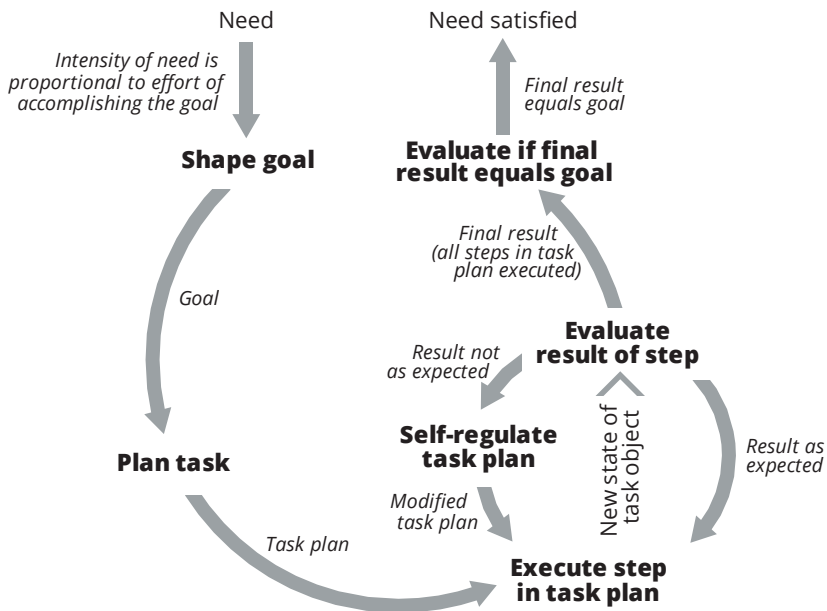 Need
Need satisfied
Intensity of need is
proportional to effort of
accomplishing the goal
Final result
equals goal
Shape goal
Evaluate if final
result equals goal
Final result
(all steps in task
plan executed)
Goal
Evaluate
result of step
Result not
as expected
Self-regulate
task plan
New state of
task object
Result as
expected
Plan task
Modified
task plan
Task plan
Execute step
in task plan